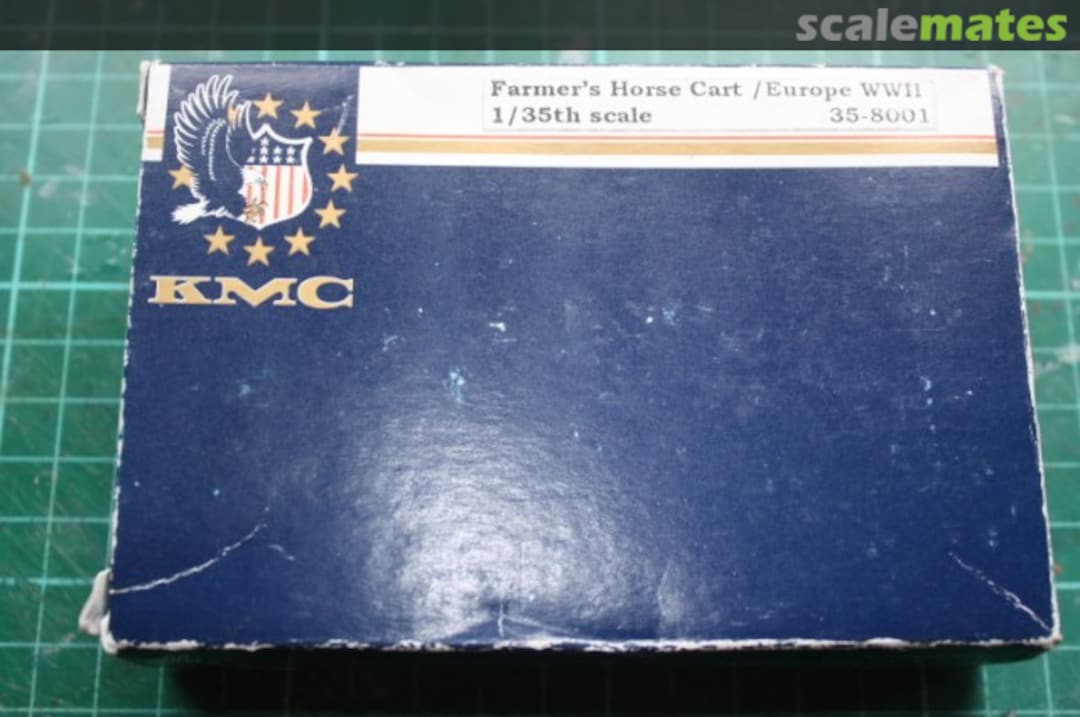 scalemates
Farmer's Horse Cart /Europe WWII
1/35th scale 35-8001
KMC